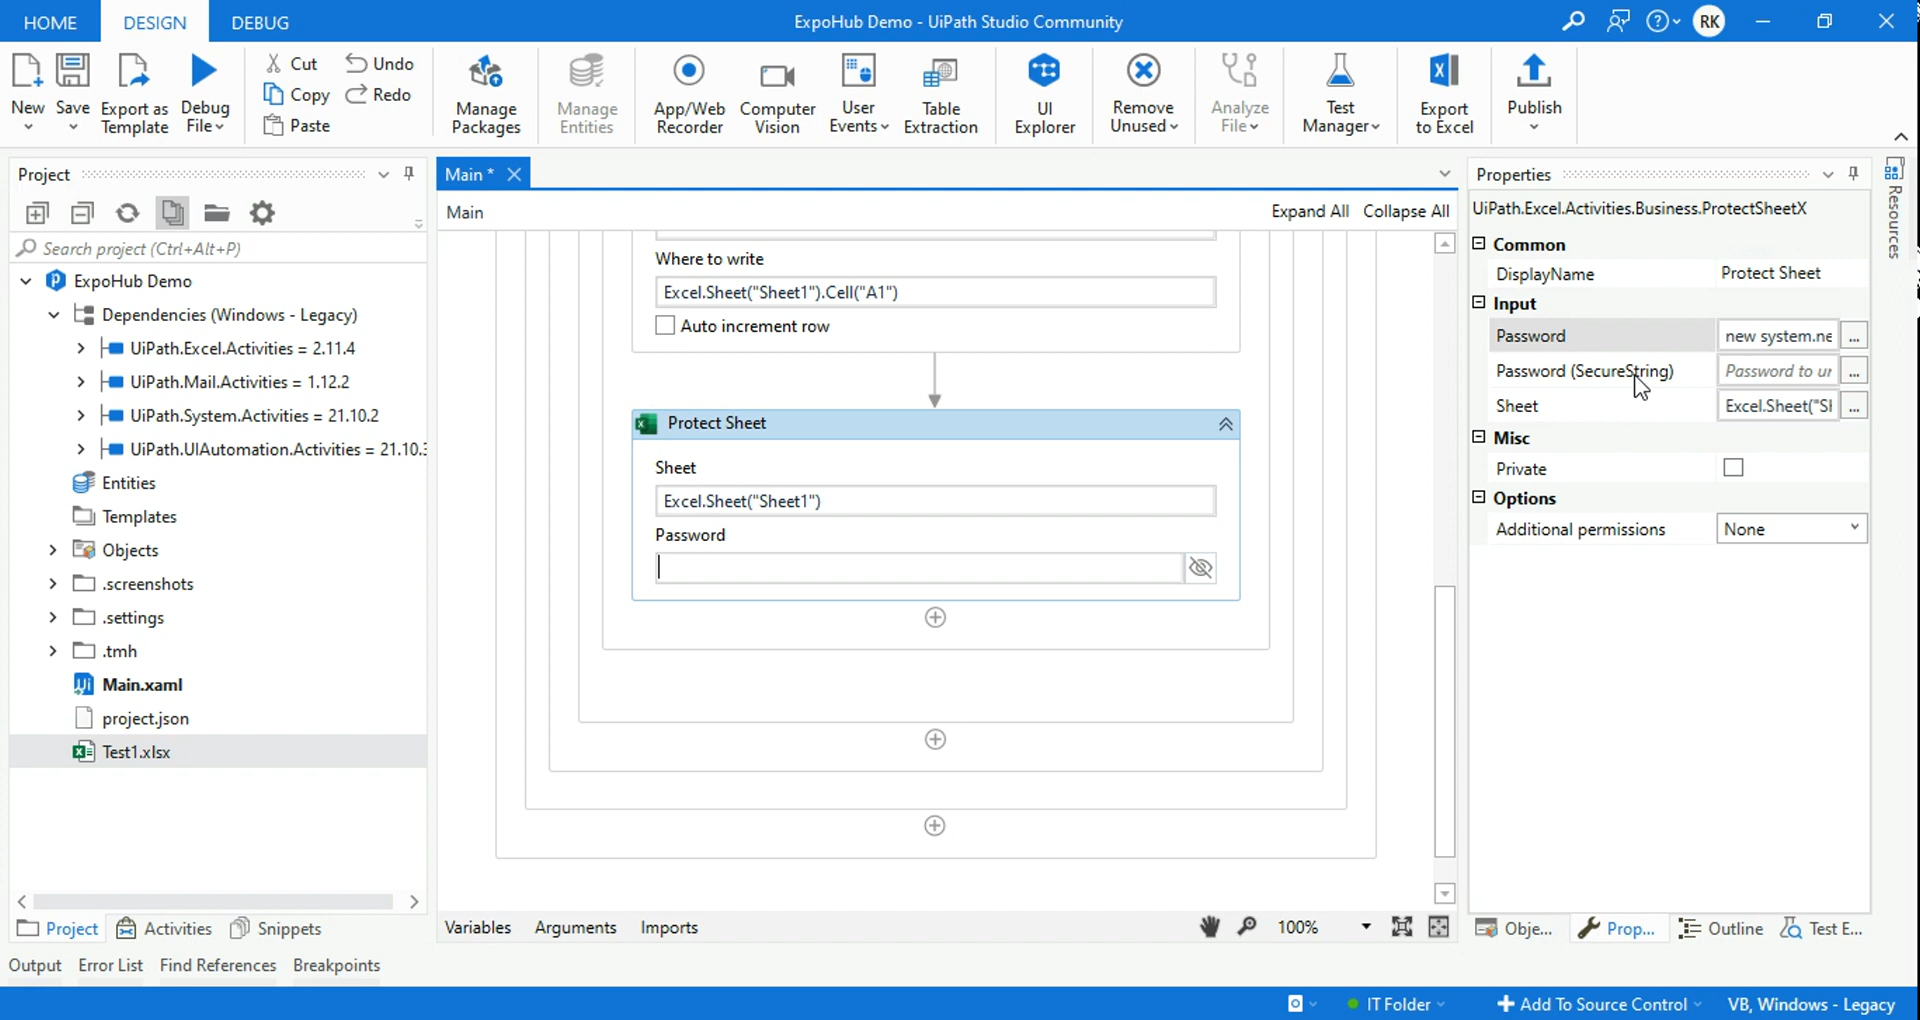 HOME DESIGN DEBUG ExpoHub Demo - UiPath Studio Community RK
New Save Export as Template Debug File Cut Copy Paste Undo Redo Manage Packages Manage Entities App/Web Recorder Computer Vision User Events Table Extraction UI Explorer Remove Unused Analyze File Test Manager Export to Excel Publish
Project
Search project (Ctrl+Alt+P)
ExpoHub Demo
Dependencies (Windows - Legacy)
UiPath.Excel.Activities = 2.11.4
UiPath.Mail.Activities = 1.12.2
UiPath.System.Activities = 21.10.2
UiPath.UIAutomation.Activities = 21.10.3
Entities
Templates
Objects
.screenshots
.settings
.tmh
Main.xaml
project.json
Test1.xlsx
Project Activities Snippets
Main *
Main Expand All Collapse All
Where to write
Excel.Sheet("Sheet1").Cell("A1")
Auto increment row
Protect Sheet
Sheet
Excel.Sheet("Sheet1")
Password
Variables Arguments Imports 100%
Properties
UiPath.Excel.Activities.Business.ProtectSheetX
Common
DisplayName Protect Sheet
Input
Password new system.ne ...
Password (SecureString) Password to ur ...
Sheet Excel.Sheet("Sl ...
Misc
Private
Options
Additional permissions None
Obje... Prop... Outline Test E...
Resources
Output Error List Find References Breakpoints
IT Folder Add To Source Control VB, Windows - Legacy